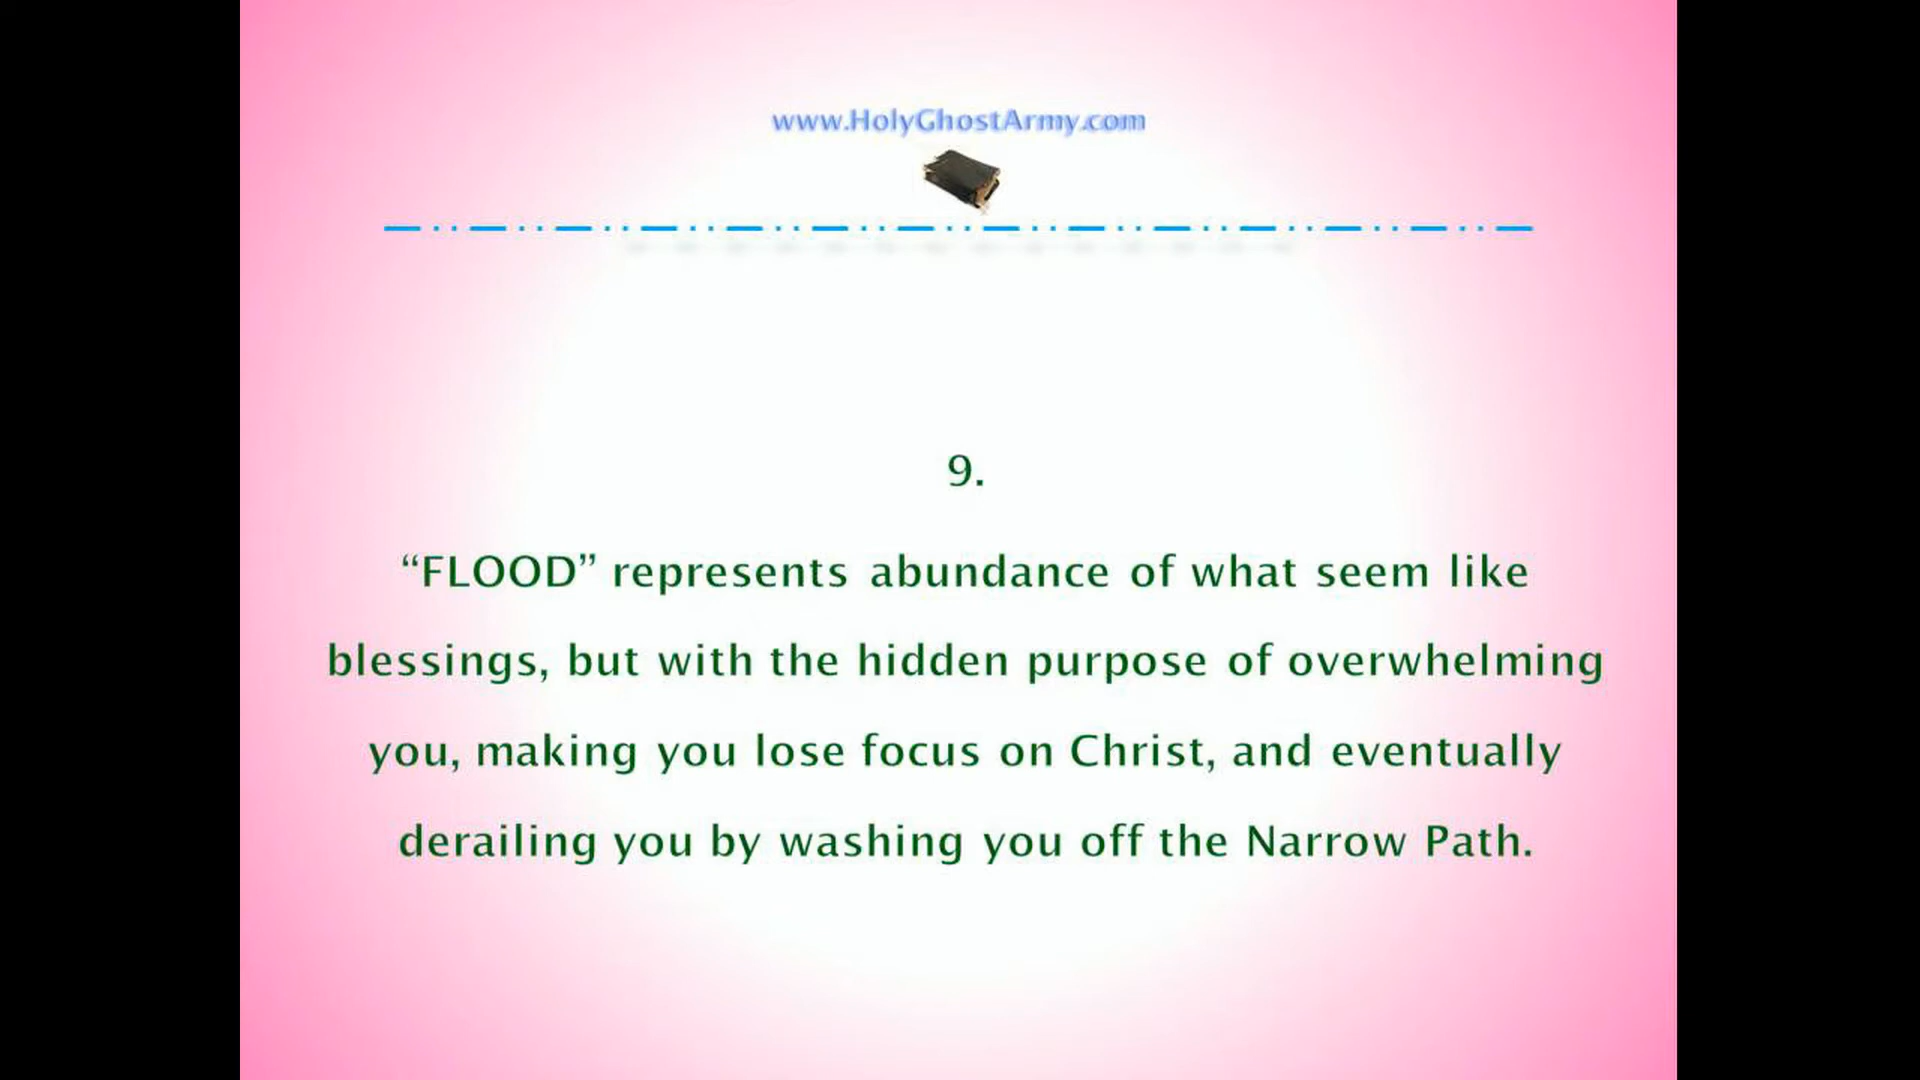 www.HolyGhostArmy.com
9.
“FLOOD” represents abundance of what seem like
blessings, but with the hidden purpose of overwhelming
you, making you lose focus on Christ, and eventually
derailing you by washing you off the Narrow Path.